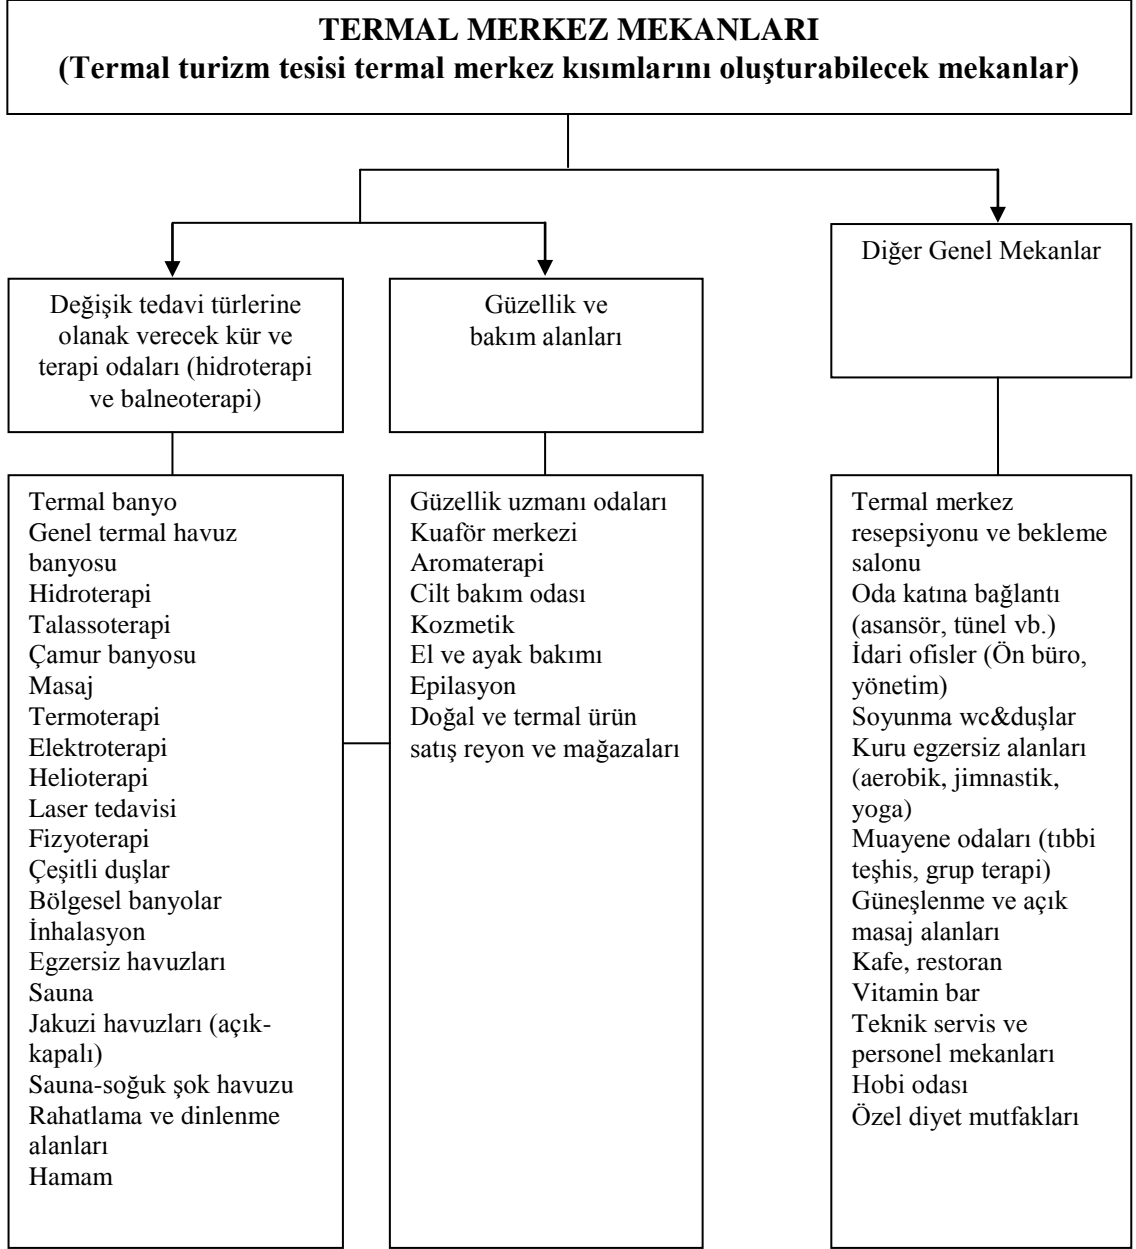 TERMAL MERKEZ MEKANLARI
(Termal turizm tesisi termal merkez kısımlarını oluşturabilecek mekanlar)
Değişik tedavi türlerine
olanak verecek kür ve
terapi odaları (hidroterapi
ve balneoterapi)
Güzellik ve
bakım alanları
Diğer Genel Mekanlar
Termal banyo
Genel termal havuz
banyosu
Hidroterapi
Talassoterapi
Çamur banyosu
Masaj
Termoterapi
Elektroterapi
Helioterapi
Laser tedavisi
Fizyoterapi
Çeşitli duşlar
Bölgesel banyolar
İnhalasyon
Egzersiz havuzları
Sauna
Jakuzi havuzları (açık-
kapalı)
Sauna-soğuk şok havuzu
Rahatlama ve dinlenme
alanları
Hamam
Güzellik uzmanı odaları
Kuaför merkezi
Aromaterapi
Cilt bakım odası
Kozmetik
El ve ayak bakımı
Epilasyon
Doğal ve termal ürün
satış reyon ve mağazaları
Termal merkez
resepsiyonu ve bekleme
salonu
Oda katına bağlantı
(asansör, tünel vb.)
İdari ofisler (Ön büro,
yönetim)
Soyunma wc&duşlar
Kuru egzersiz alanları
(aerobik, jimnastik,
yoga)
Muayene odaları (tıbbi
teşhis, grup terapi)
Güneşlenme ve açık
masaj alanları
Kafe, restoran
Vitamin bar
Teknik servis ve
personel mekanları
Hobi odası
Özel diyet mutfakları